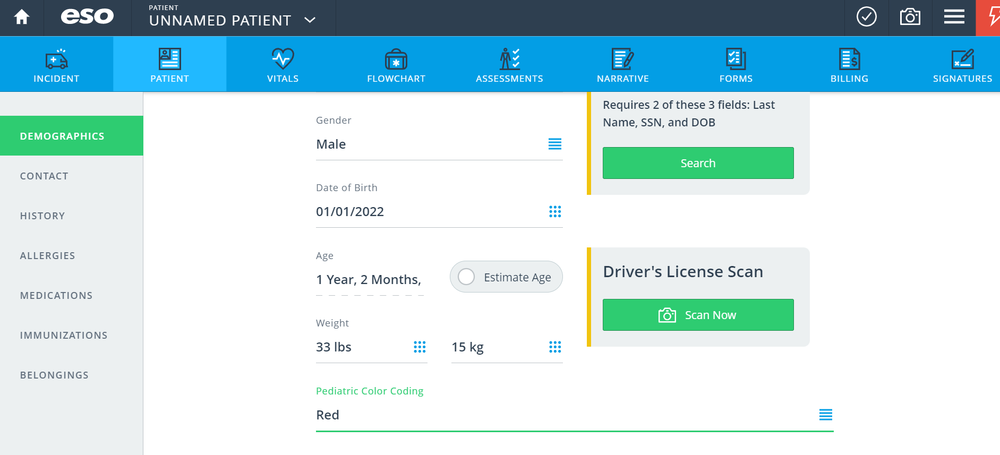 eso
PATIENT
UNNAMED PATIENT
INCIDENT
PATIENT
VITALS
FLOWCHART
ASSESSMENTS
NARRATIVE
FORMS
BILLING
SIGNATURES
DEMOGRAPHICS
CONTACT
HISTORY
ALLERGIES
MEDICATIONS
IMMUNIZATIONS
BELONGINGS
Gender
Male
Date of Birth
01/01/2022
Age
1 Year, 2 Months,
Estimate Age
Weight
33 lbs
15 kg
Pediatric Color Coding
Red
Requires 2 of these 3 fields: Last
Name, SSN, and DOB
Search
Driver's License Scan
Scan Now